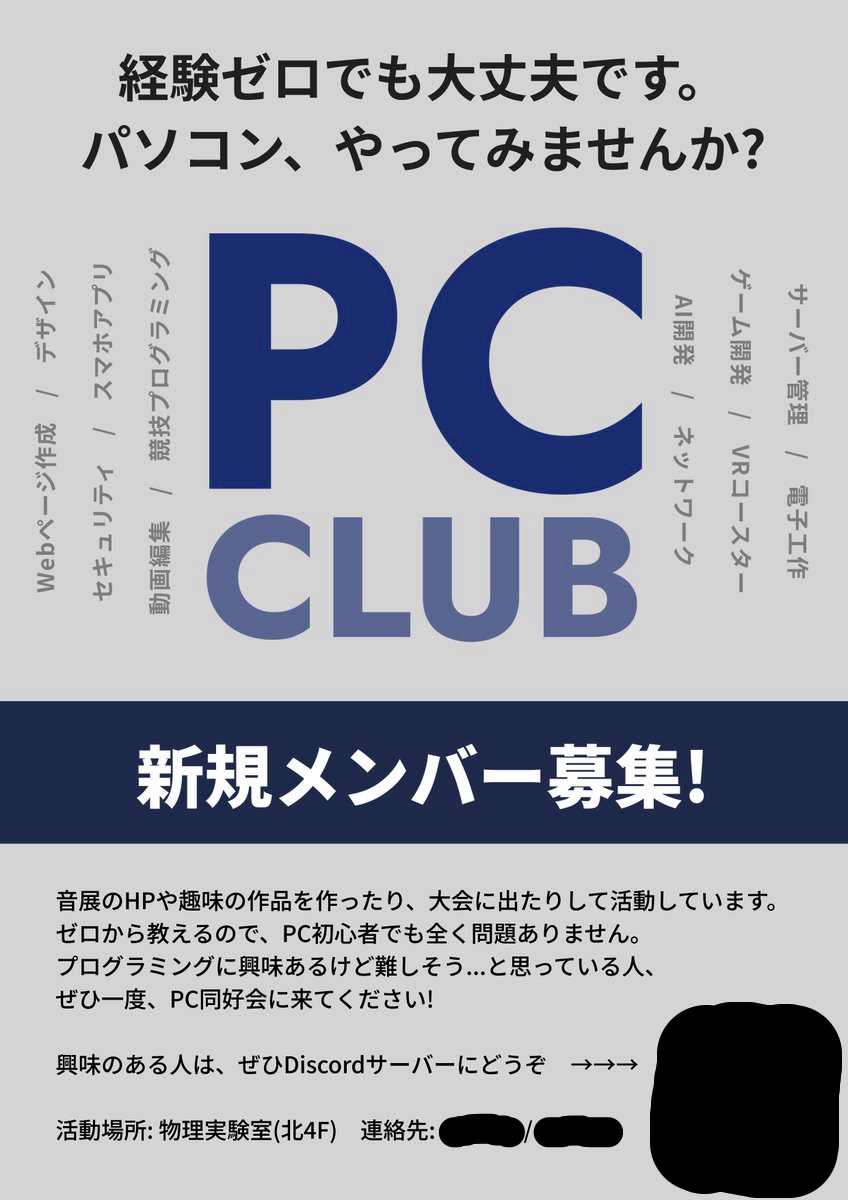 経験ゼロでも大丈夫です。
パソコン、やってみませんか?
Webページ作成 / デザイン
セキュリティ / スマホアプリ
動画編集 / 競技プログラミング
PC
CLUB
AI開発 / ネットワーク
ゲーム開発 / VRコースター
サーバー管理 / 電子工作
新規メンバー募集!
音展のHPや趣味の作品を作ったり、大会に出たりして活動しています。
ゼロから教えるので、PC初心者でも全く問題ありません。
プログラミングに興味あるけど難しそう...と思っている人、
ぜひ一度、PC同好会に来てください!
興味のある人は、ぜひDiscordサーバーにどうぞ →→→
活動場所: 物理実験室(北4F) 連絡先: /